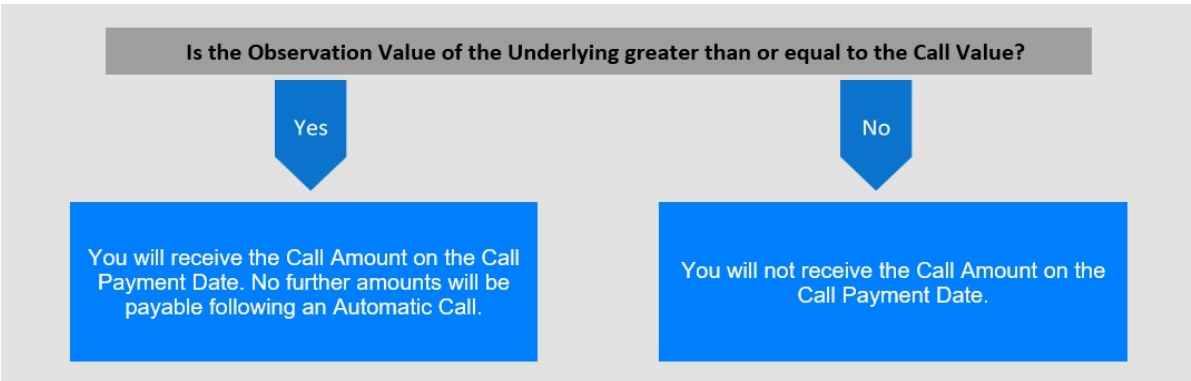 Is the Observation Value of the Underlying greater than or equal to the Call Value?
Yes
No
You will receive the Call Amount on the Call
Payment Date. No further amounts will be
payable following an Automatic Call.
You will not receive the Call Amount on the
Call Payment Date.